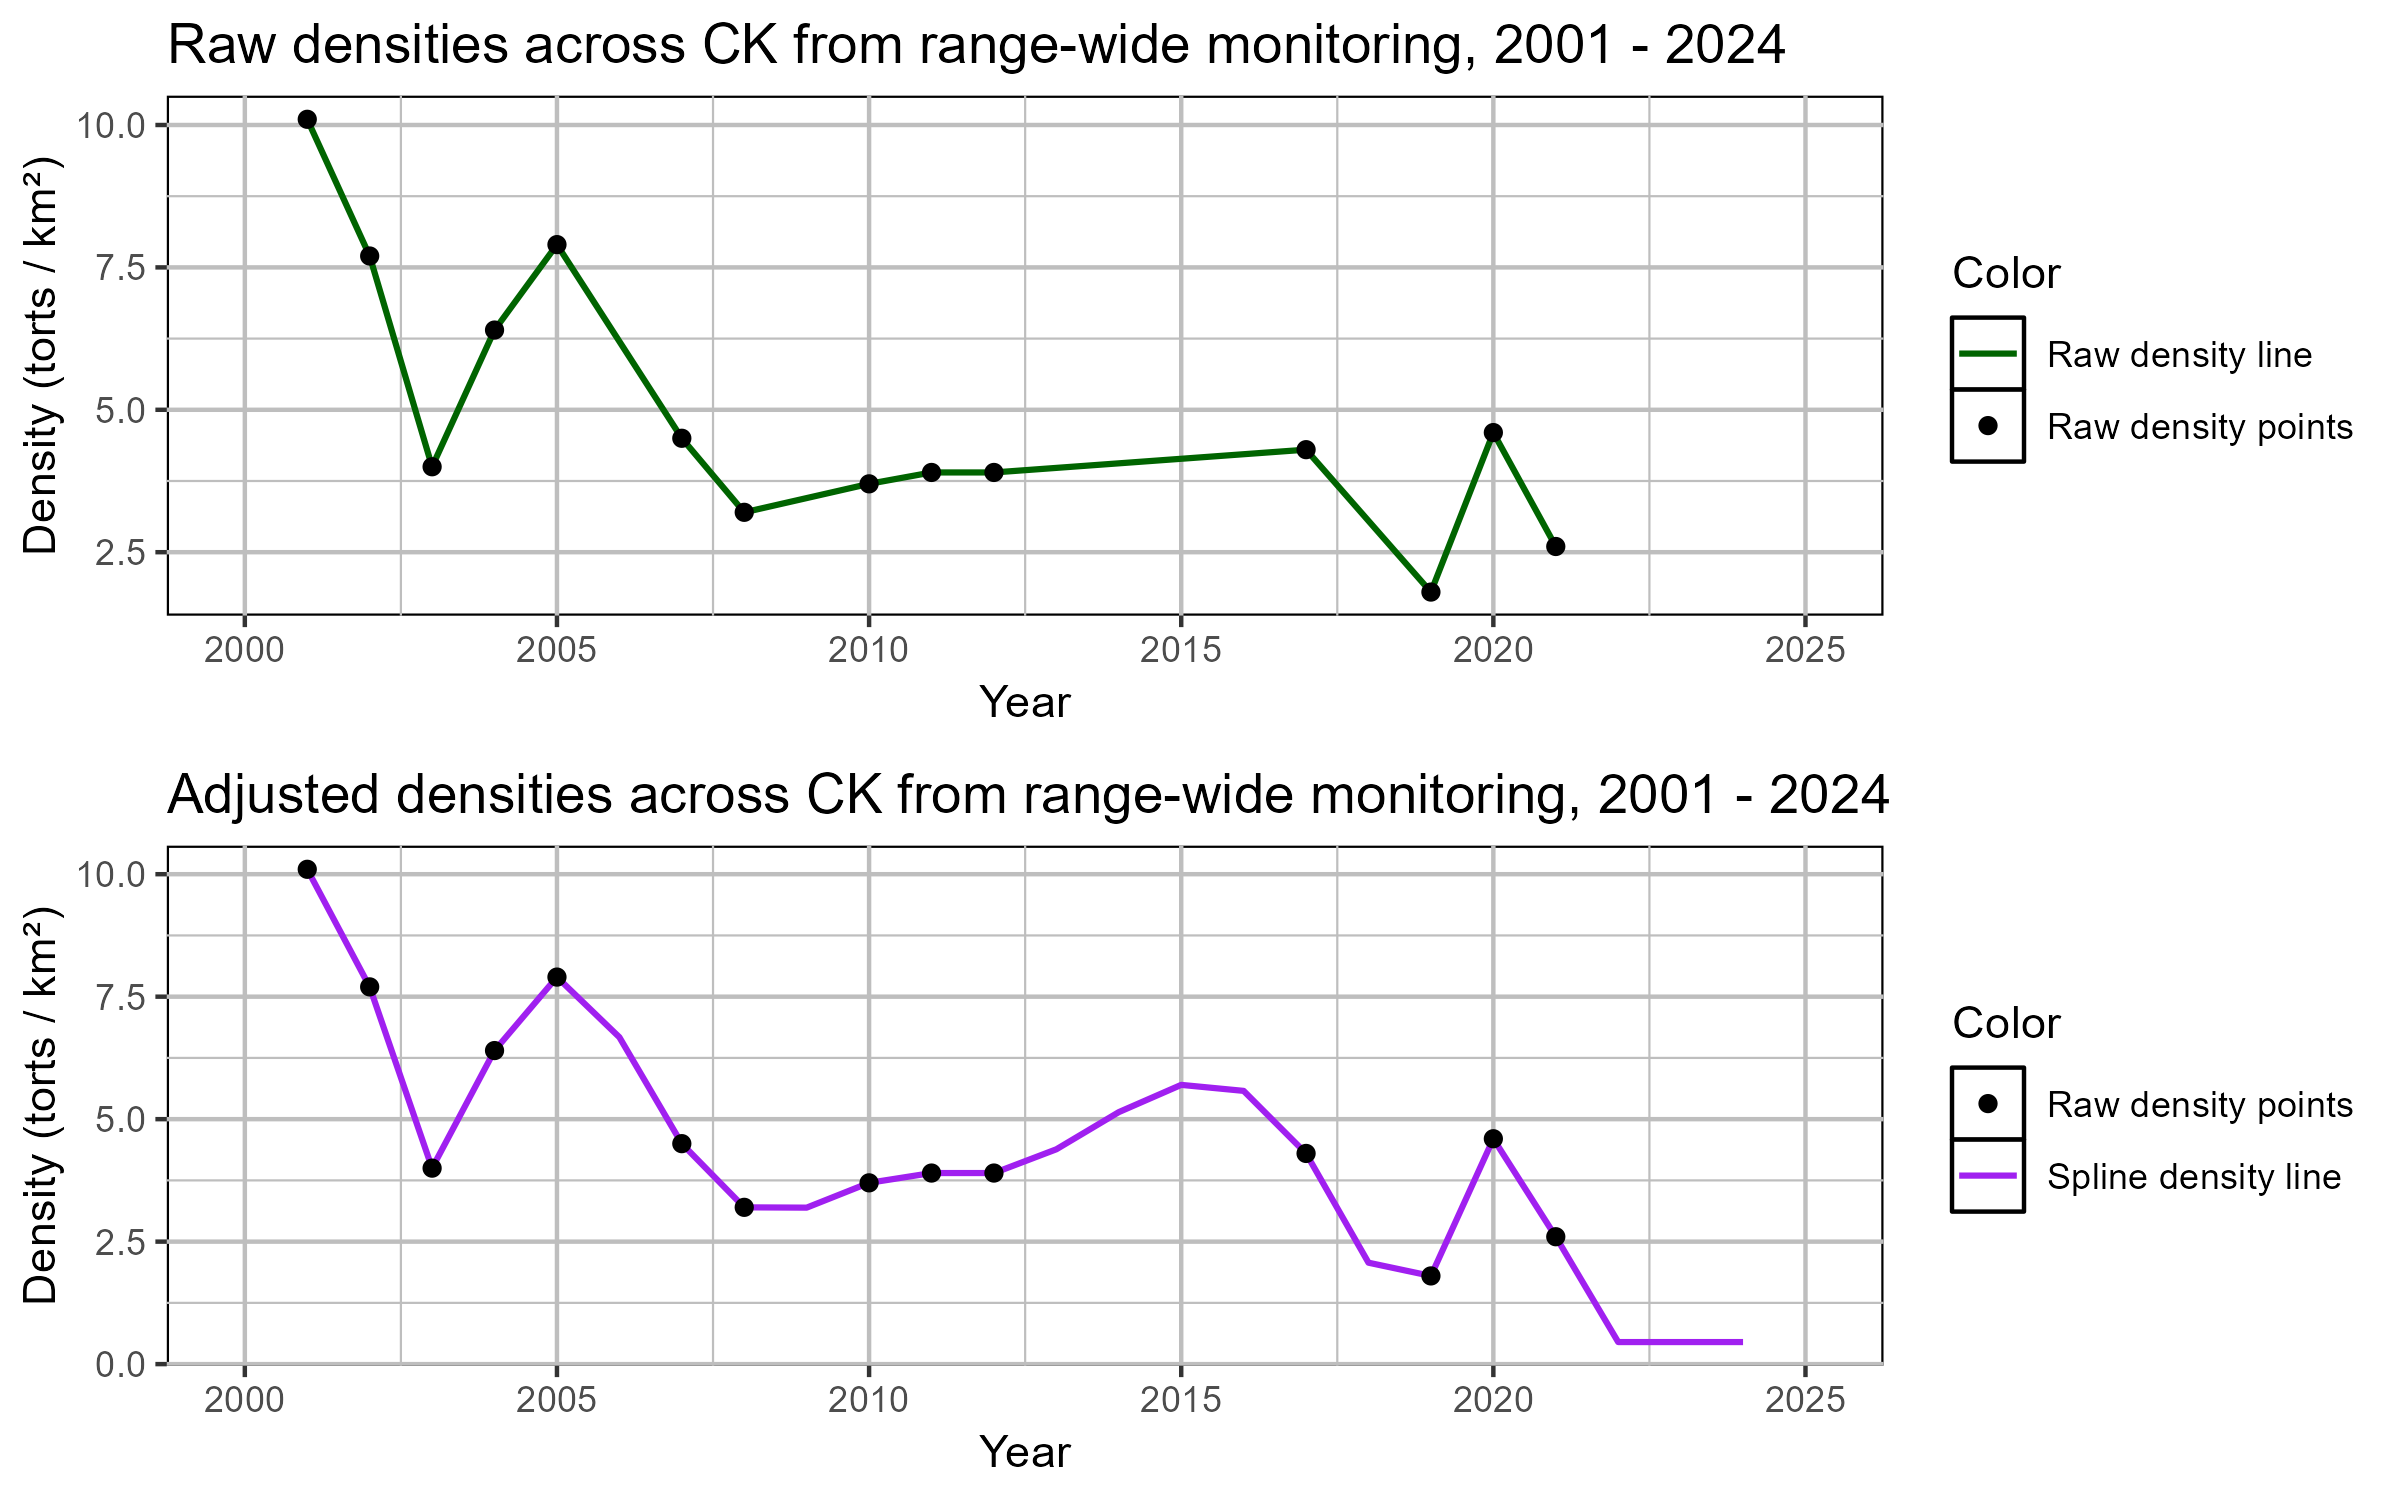 Raw densities across CK from range-wide monitoring, 2001 - 2024
Density (torts / km²)
10.0
7.5
5.0
2.5
2000 2005 2010 2015 2020 2025
Year
Color
Raw density line
Raw density points
Adjusted densities across CK from range-wide monitoring, 2001 - 2024
Density (torts / km²)
10.0
7.5
5.0
2.5
0.0
2000 2005 2010 2015 2020 2025
Year
Color
Raw density points
Spline density line